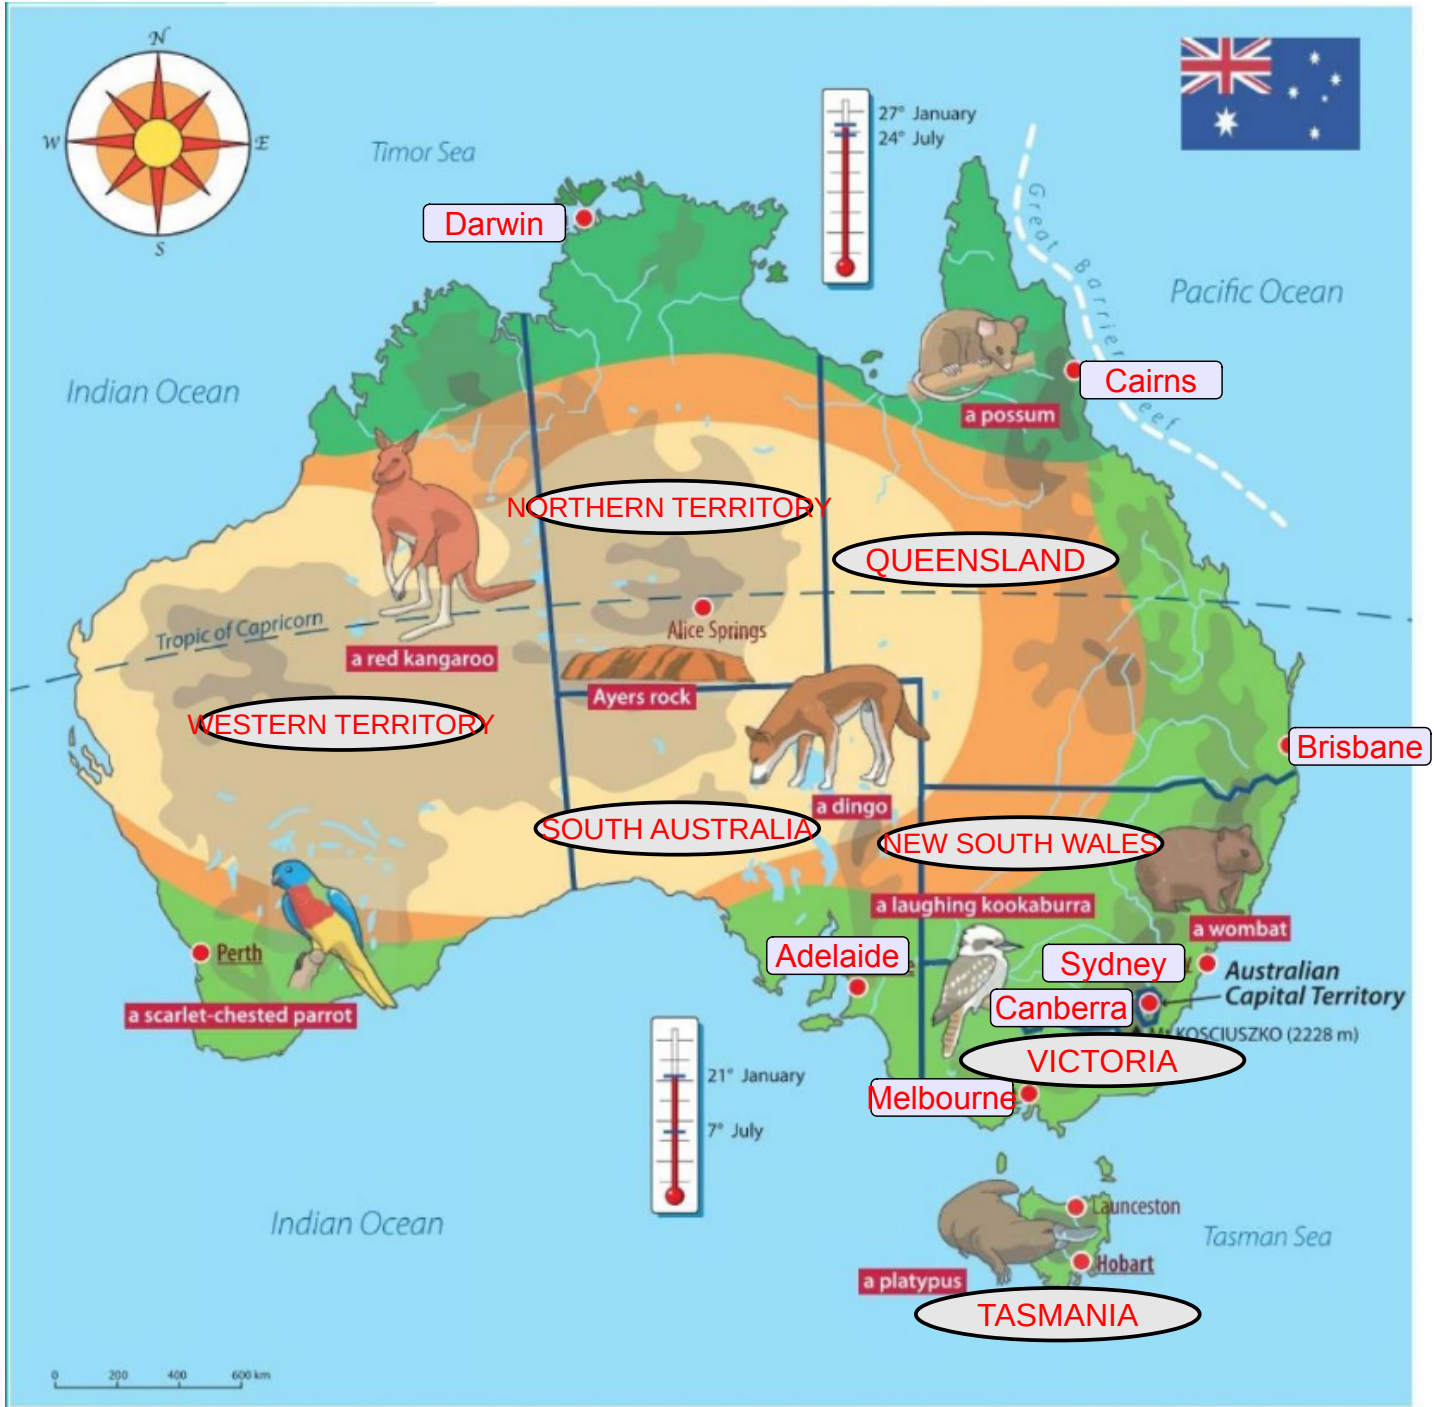 N
W
E
S
Timor Sea
27° January
24° July
Darwin
Great Barrier
eef
Pacific Ocean
Indian Ocean
Cairns
a possum
NORTHERN TERRITORY
QUEENSLAND
Tropic of Capricorn
Alice Springs
a red kangaroo
Ayers rock
WESTERN TERRITORY
Brisbane
a dingo
SOUTH AUSTRALIA
NEW SOUTH WALES
a laughing kookaburra
a wombat
Perth
Adelaide
Sydney
Australian
Capital Territory
Canberra
a scarlet-chested parrot
KOSCIUSZKO (2228 m)
VICTORIA
21° January
Melbourne
7° July
Launceston
Indian Ocean
Tasman Sea
Hobart
a platypus
TASMANIA
0 200 400 600 km